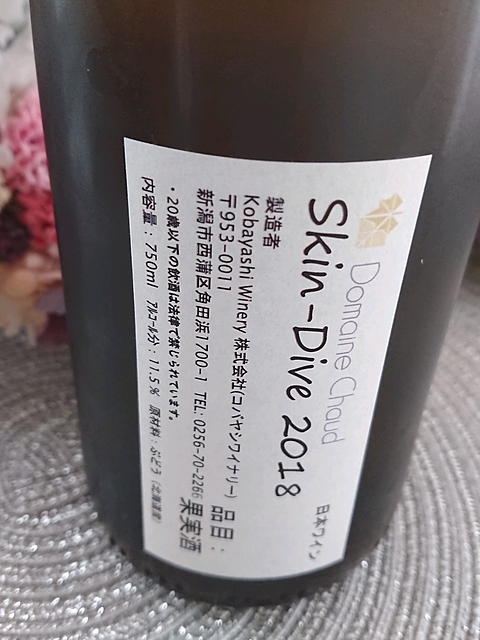 Domaine Chaud
Skin-Dive 2018
日本ワイン
製造者
品目：
Kobayashi Winery 株式会社(コバヤシワイナリー)
果実酒
〒953-0011
新潟市西蒲区角田浜1700-1 TEL: 0256-70-2266
・20歳以下の飲酒は法律で禁じられています。
内容量：750ml ｱﾙｺｰﾙ分：11.5% 原材料：ぶどう（北海道産）